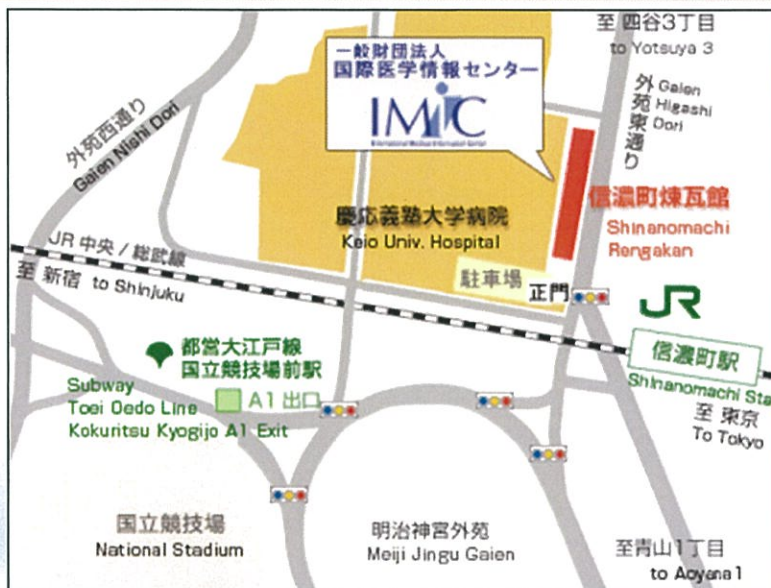 至 四谷3丁目
to Yotsuya 3
一般財団法人
国際医学情報センター
IMIC
International Medical Information Center
外苑東通り
Gaien
Higashi
Dori
外苑西通り
Gaien Nishi Dori
信濃町煉瓦館
Shinanomachi
Rengakan
慶応義塾大学病院
Keio Univ. Hospital
JR 中央/総武線
至 新宿 to Shinjuku
駐車場
正門
JR
信濃町駅
Shinanomachi Sta
都営大江戸線
国立競技場前駅
Subway
Toei Oedo Line
Kokuritsu Kyogijo A1 Exit
A1 出口
至 東京
To Tokyo
国立競技場
National Stadium
明治神宮外苑
Meiji Jingu Gaien
至青山1丁目
to Aoyama1